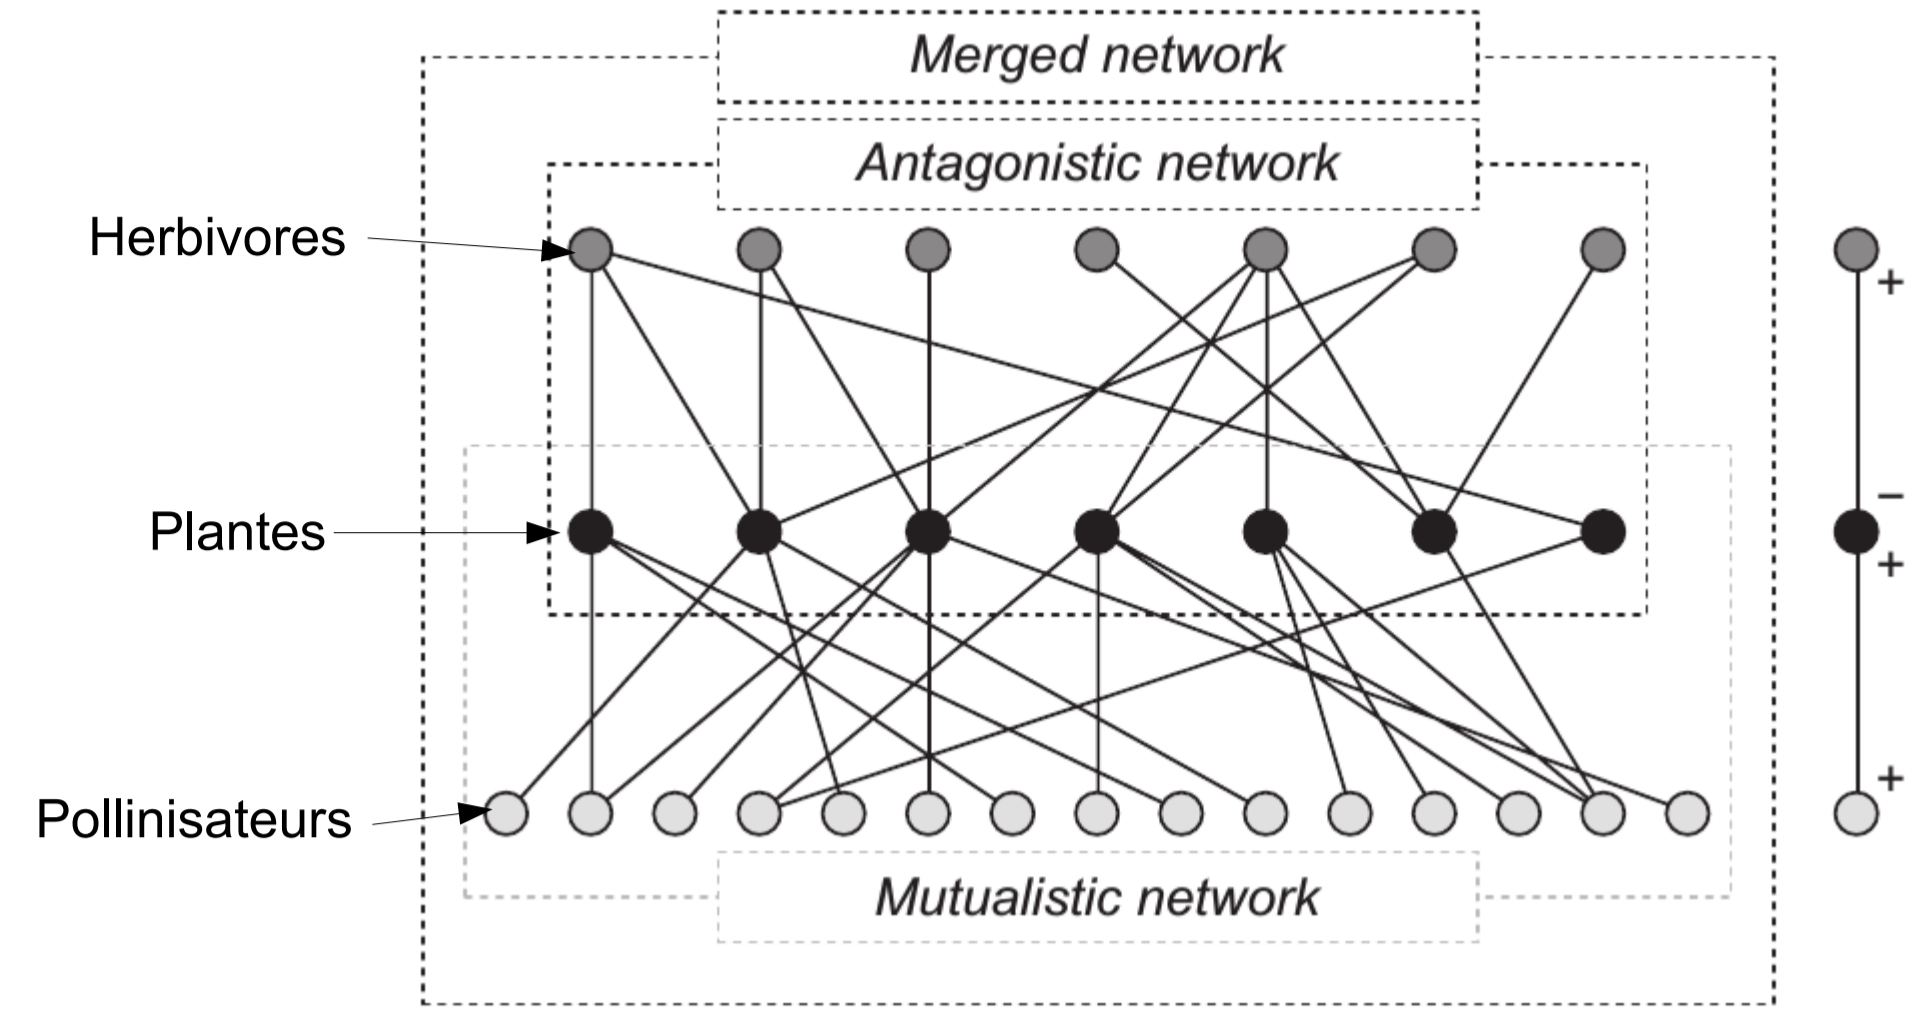 Merged network
Antagonistic network
Herbivores
+
Plantes
−
+
Pollinisateurs
+
Mutualistic network